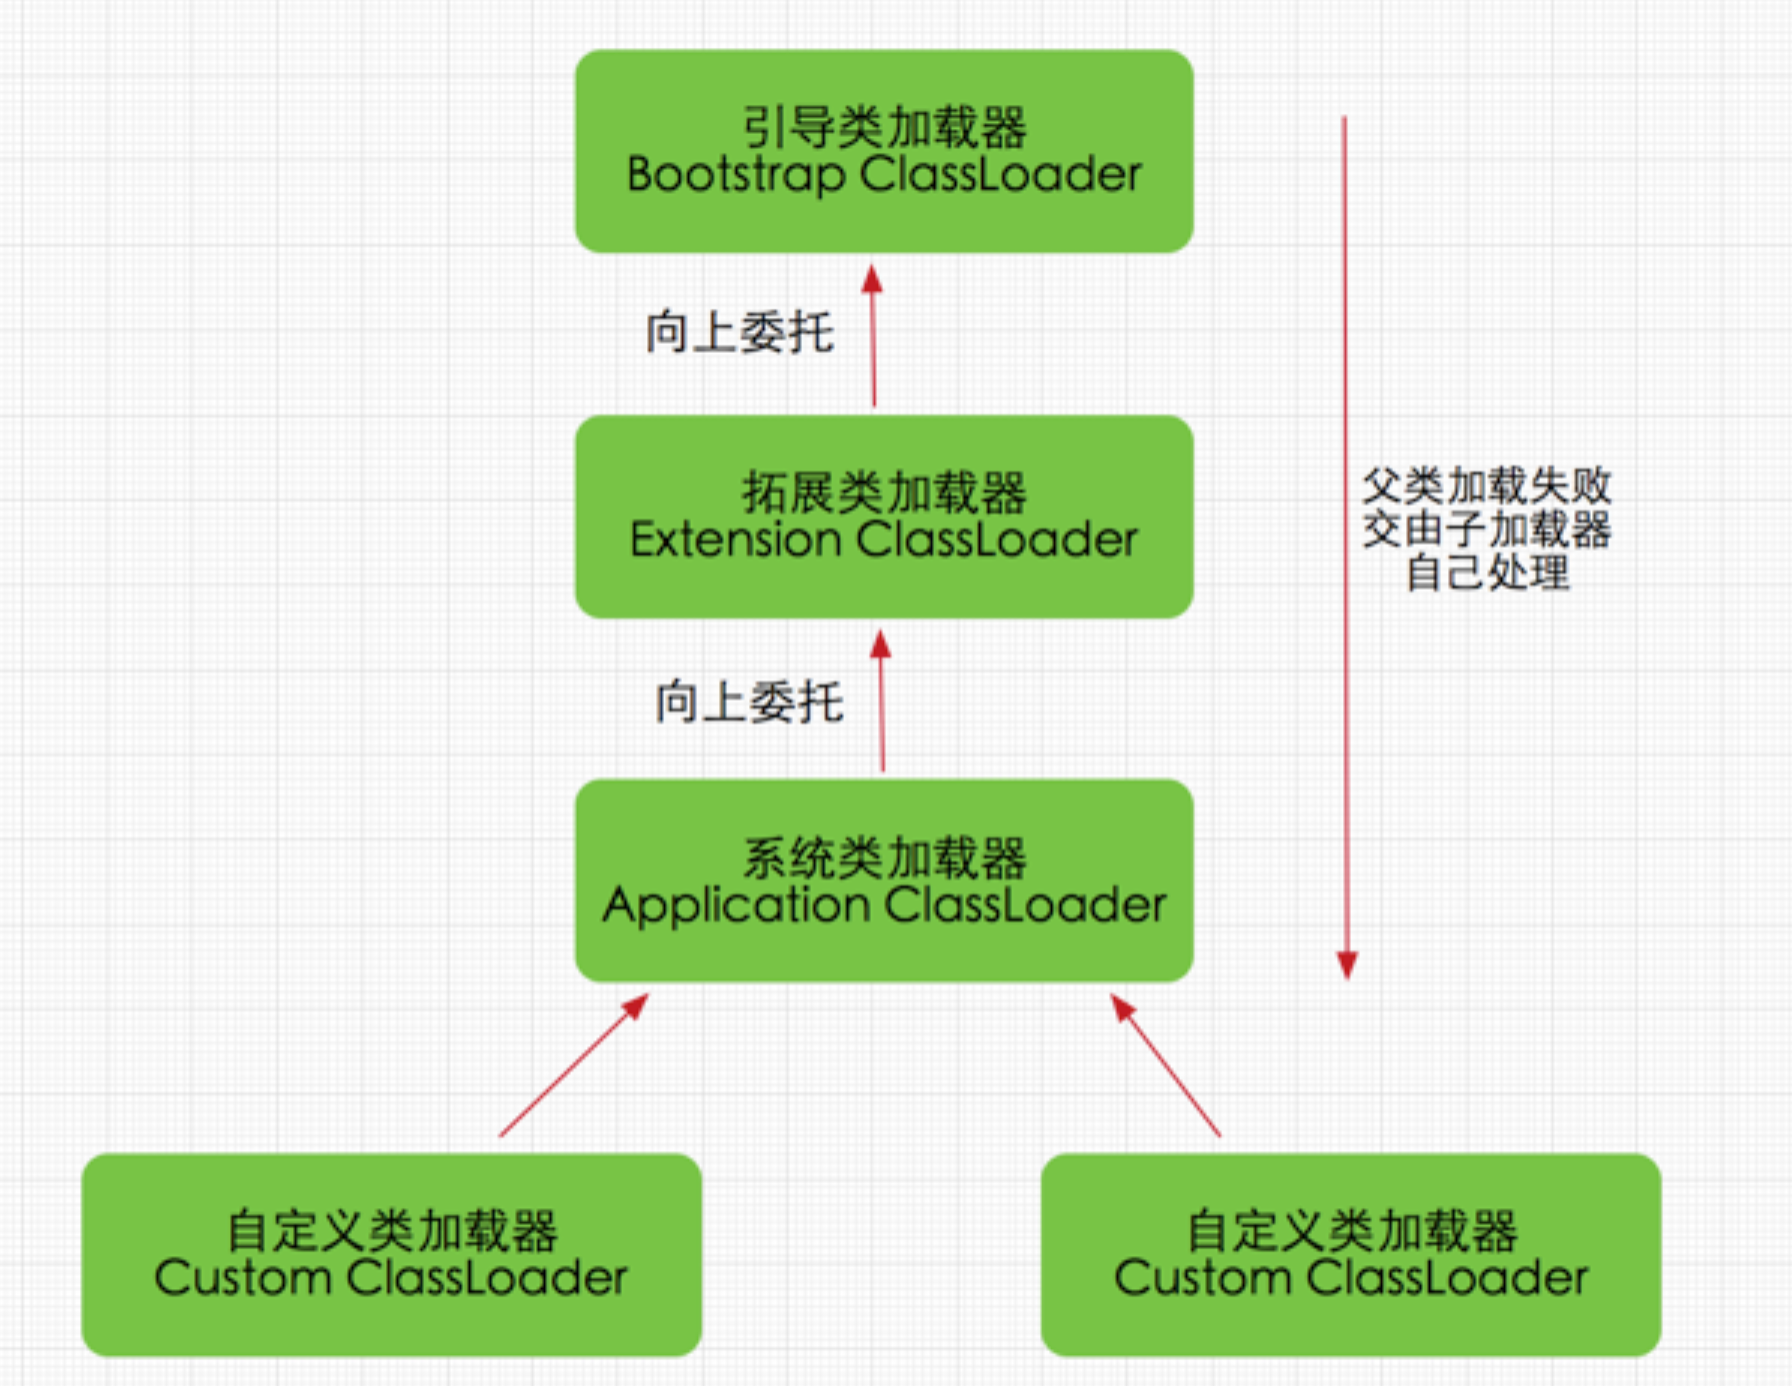 引导类加载器
Bootstrap ClassLoader
向上委托
拓展类加载器
Extension ClassLoader
父类加载失败
交由子加载器
自己处理
向上委托
系统类加载器
Application ClassLoader
自定义类加载器
Custom ClassLoader
自定义类加载器
Custom ClassLoader